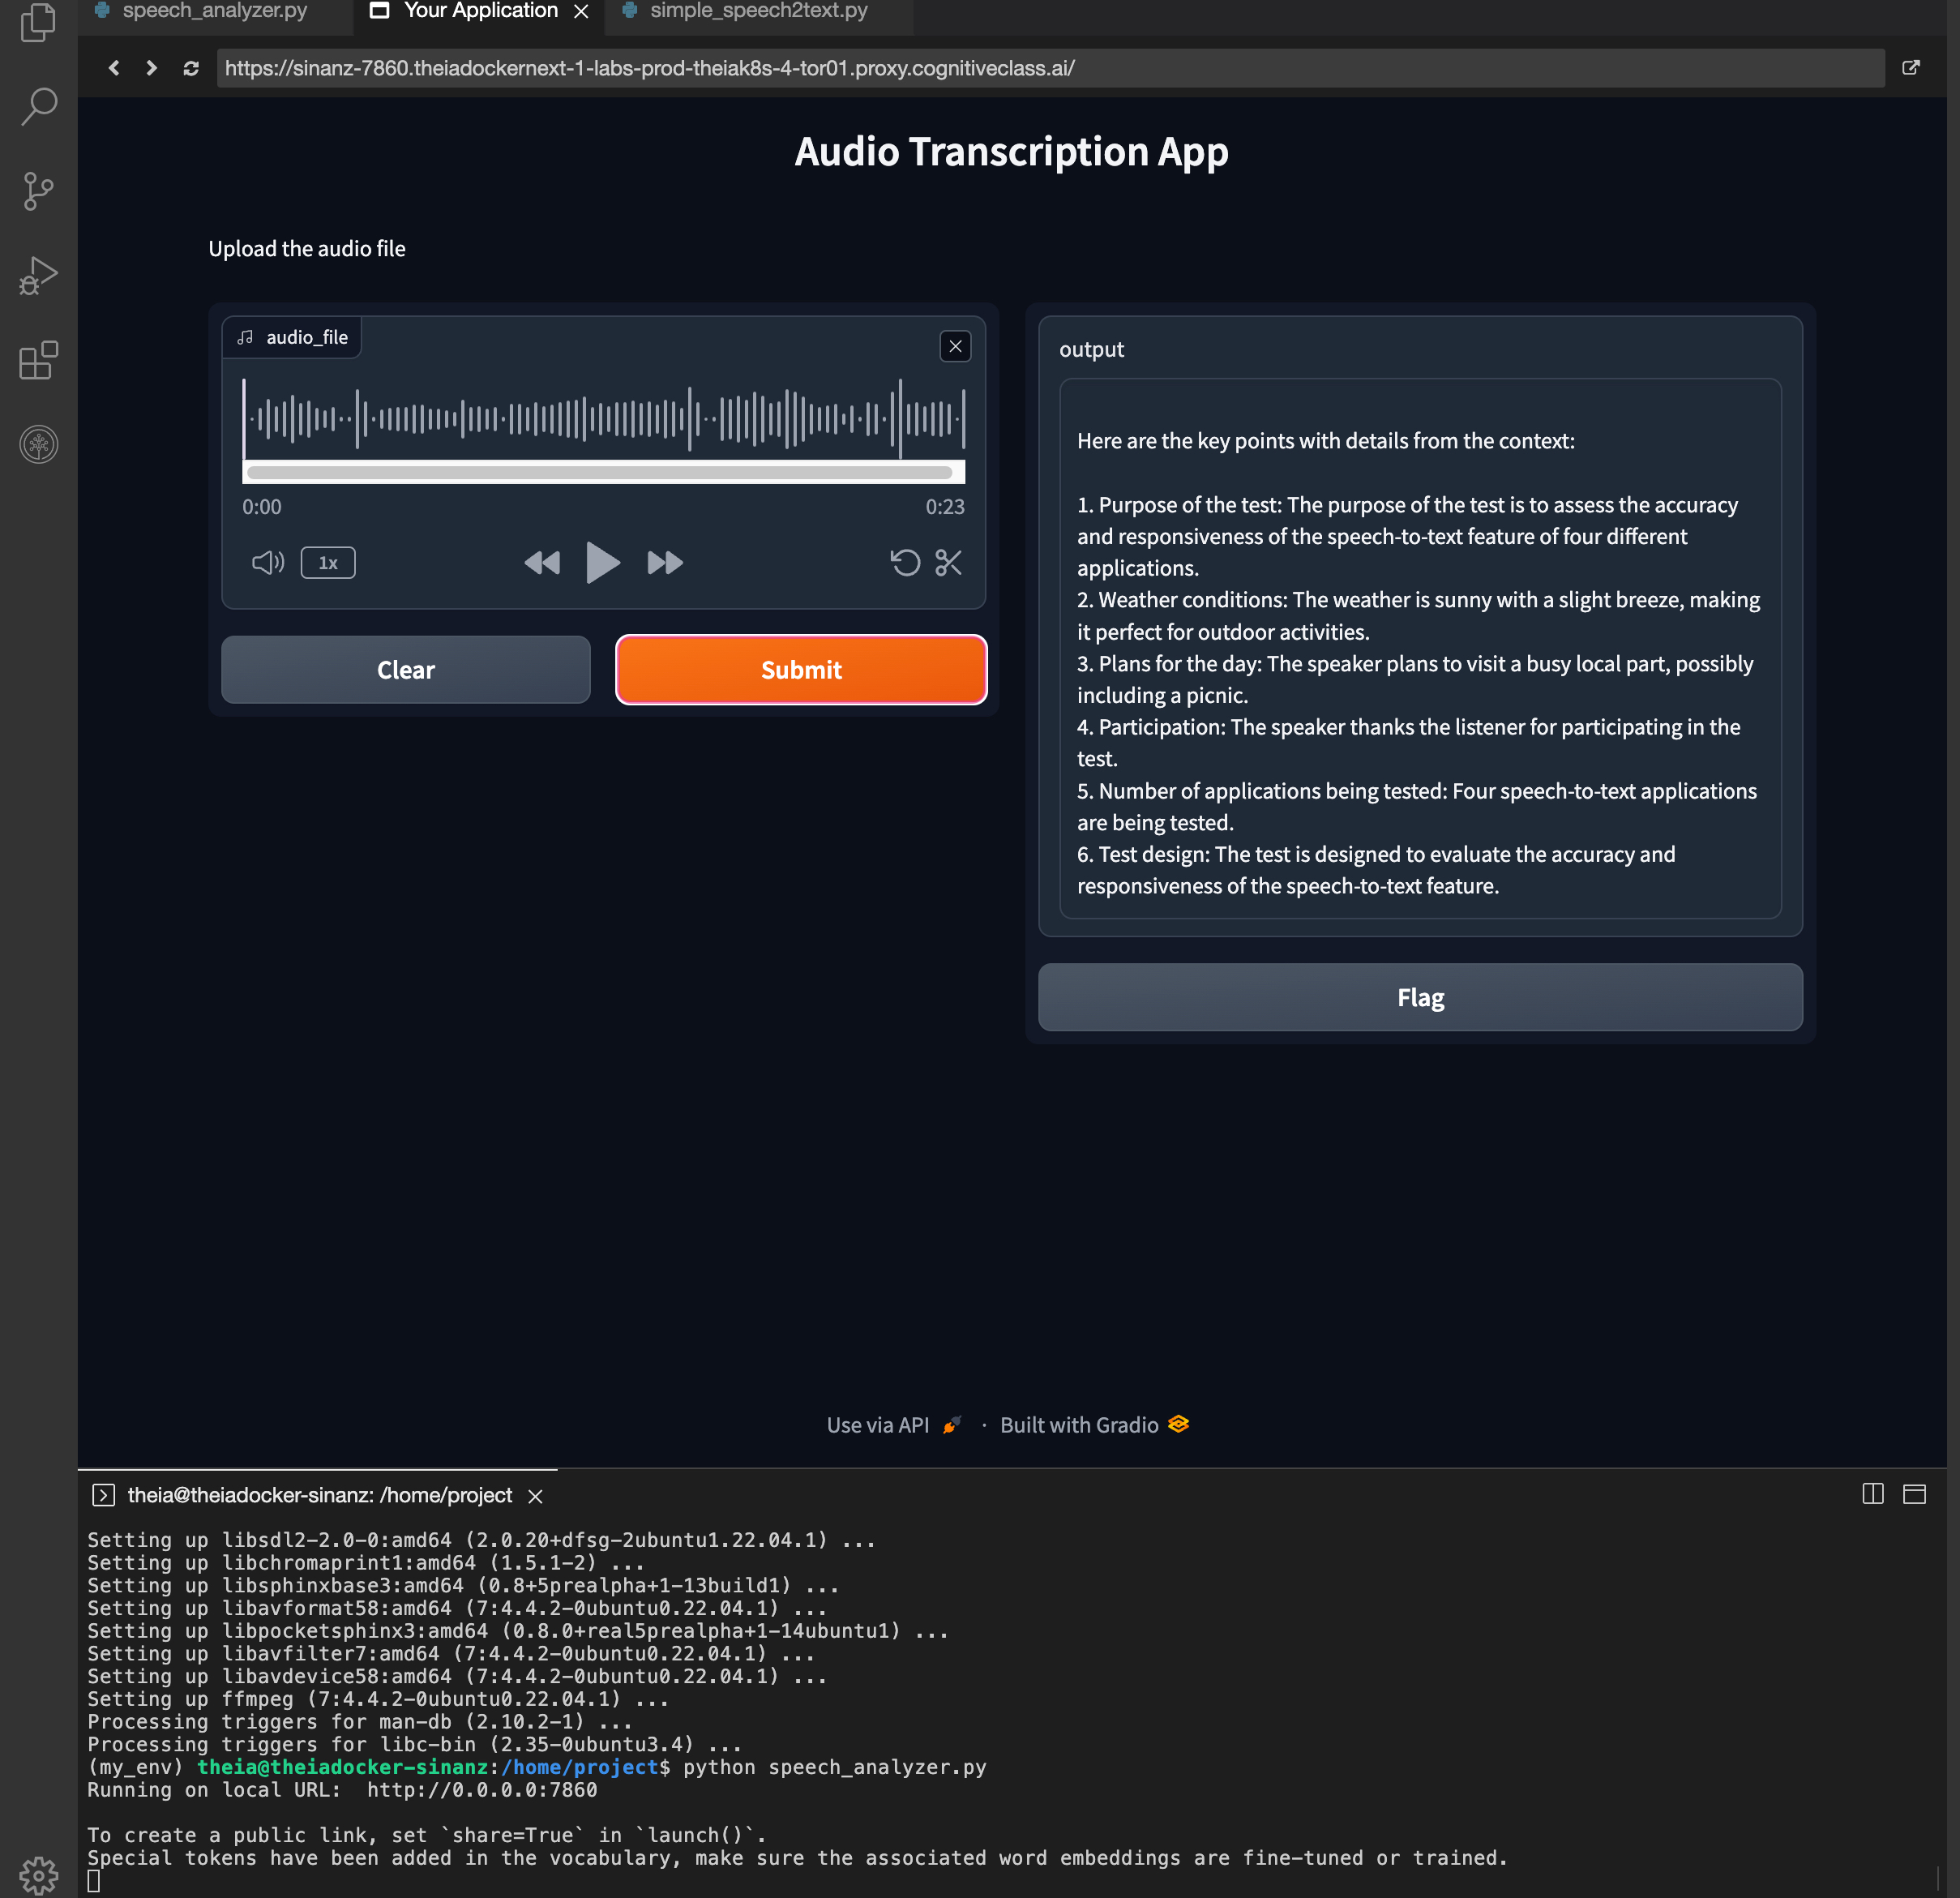 speech_analyzer.py
Your Application
simple_speech2text.py
https://sinanz-7860.theiadockernext-1-labs-prod-theiak8s-4-tor01.proxy.cognitiveclass.ai/
Audio Transcription App
Upload the audio file
audio_file
0:00
0:23
1x
Clear
Submit
output
Here are the key points with details from the context:
1. Purpose of the test: The purpose of the test is to assess the accuracy
and responsiveness of the speech-to-text feature of four different
applications.
2. Weather conditions: The weather is sunny with a slight breeze, making
it perfect for outdoor activities.
3. Plans for the day: The speaker plans to visit a busy local part, possibly
including a picnic.
4. Participation: The speaker thanks the listener for participating in the
test.
5. Number of applications being tested: Four speech-to-text applications
are being tested.
6. Test design: The test is designed to evaluate the accuracy and
responsiveness of the speech-to-text feature.
Flag
Use via API · Built with Gradio
theia@theiadocker-sinanz: /home/project
Setting up libsdl2-2.0-0:amd64 (2.0.20+dfsg-2ubuntu1.22.04.1) ...
Setting up libchromaprint1:amd64 (1.5.1-2) ...
Setting up libsphinxbase3:amd64 (0.8+5prealpha+1-13build1) ...
Setting up libavformat58:amd64 (7:4.4.2-0ubuntu0.22.04.1) ...
Setting up libpocketsphinx3:amd64 (0.8.0+real5prealpha+1-14ubuntu1) ...
Setting up libavfilter7:amd64 (7:4.4.2-0ubuntu0.22.04.1) ...
Setting up libavdevice58:amd64 (7:4.4.2-0ubuntu0.22.04.1) ...
Setting up ffmpeg (7:4.4.2-0ubuntu0.22.04.1) ...
Processing triggers for man-db (2.10.2-1) ...
Processing triggers for libc-bin (2.35-0ubuntu3.4) ...
(my_env) theia@theiadocker-sinanz:/home/project$ python speech_analyzer.py
Running on local URL:  http://0.0.0.0:7860
To create a public link, set `share=True` in `launch()`.
Special tokens have been added in the vocabulary, make sure the associated word embeddings are fine-tuned or trained.